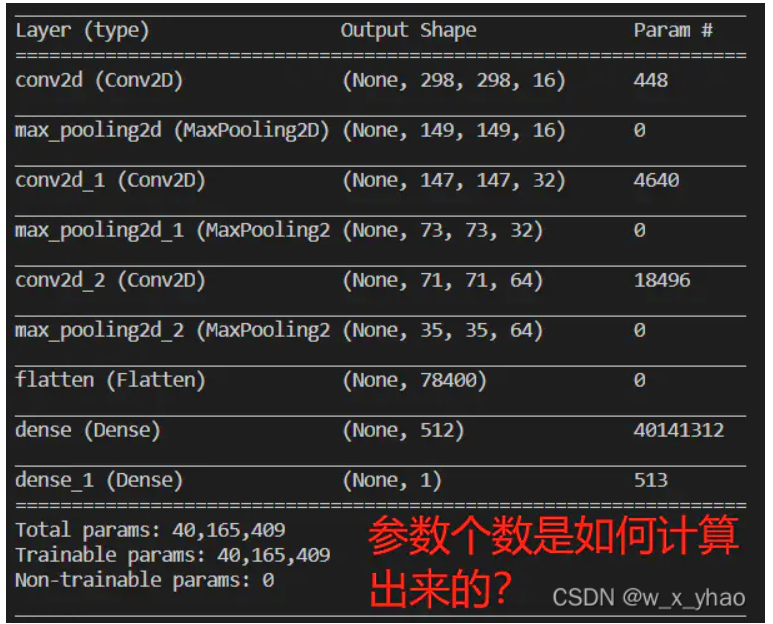 Layer (type) Output Shape Param #
=================================================================
conv2d (Conv2D) (None, 298, 298, 16) 448
max_pooling2d (MaxPooling2D) (None, 149, 149, 16) 0
conv2d_1 (Conv2D) (None, 147, 147, 32) 4640
max_pooling2d_1 (MaxPooling2 (None, 73, 73, 32) 0
conv2d_2 (Conv2D) (None, 71, 71, 64) 18496
max_pooling2d_2 (MaxPooling2 (None, 35, 35, 64) 0
flatten (Flatten) (None, 78400) 0
dense (Dense) (None, 512) 40141312
dense_1 (Dense) (None, 1) 513
=================================================================
Total params: 40,165,409
Trainable params: 40,165,409
Non-trainable params: 0
参数个数是如何计算
出来的?
CSDN @w_x_yhao